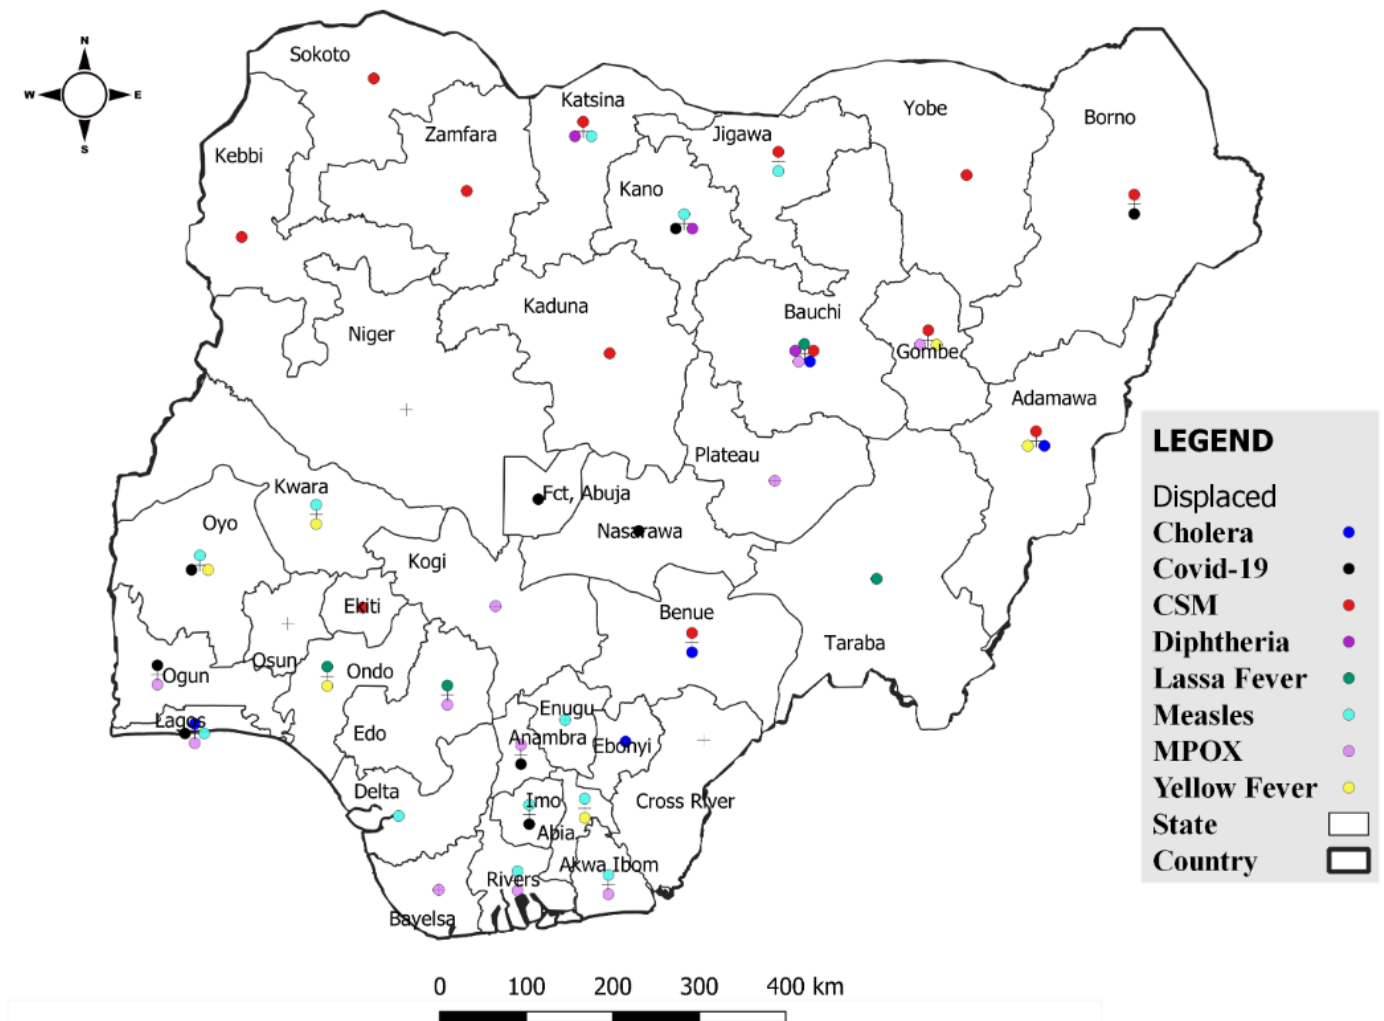 N
W
E
S
Sokoto
Katsina
Yobe
Borno
Zamfara
Jigawa
Kebbi
Kano
Kaduna
Bauchi
Niger
Gombe
Adamawa
Plateau
Kwara
Fct, Abuja
Oyo
Nasarawa
Kogi
Ekiti
Benue
Taraba
Osun
Ondo
Ogun
Lagos
Enugu
Edo
Anambra
Ebonyi
Delta
Imo
Cross River
Abia
Akwa Ibom
Rivers
Bayelsa
LEGEND
Displaced
Cholera
Covid-19
CSM
Diphtheria
Lassa Fever
Measles
MPOX
Yellow Fever
State
Country
0 100 200 300 400 km